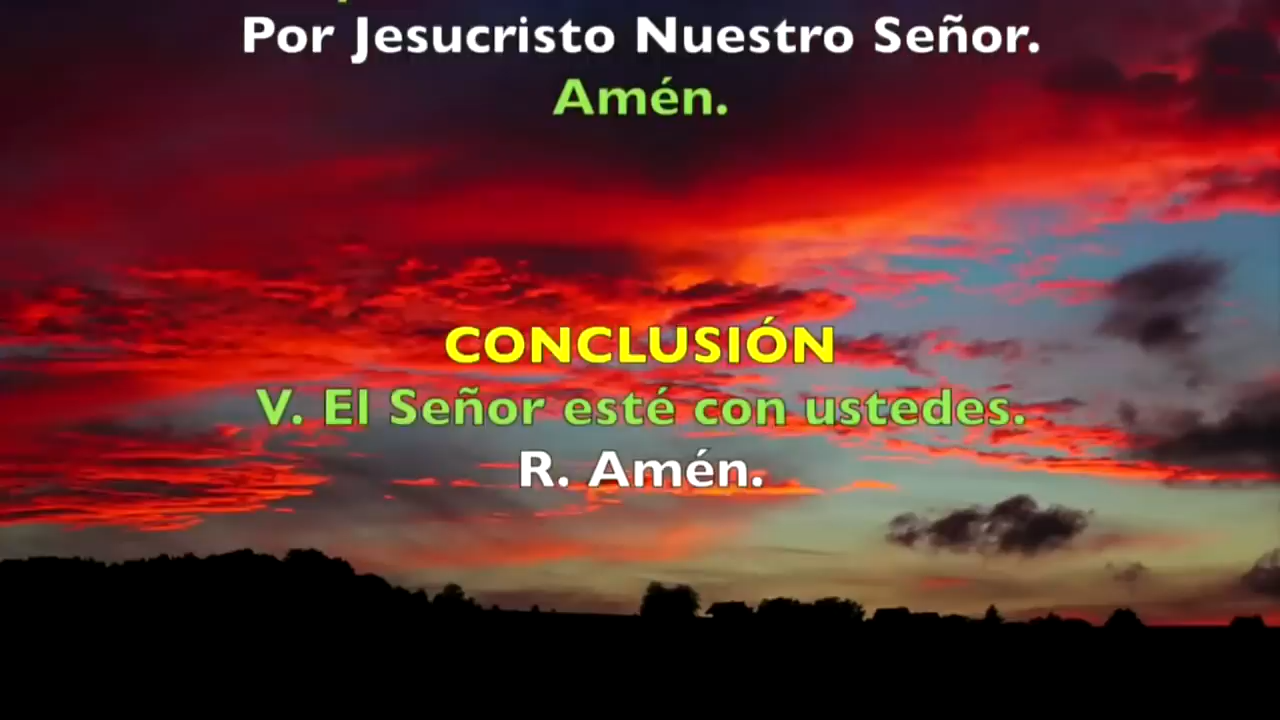 Por Jesucristo Nuestro Señor.
Amén.
CONCLUSIÓN
V. El Señor esté con ustedes.
R. Amén.